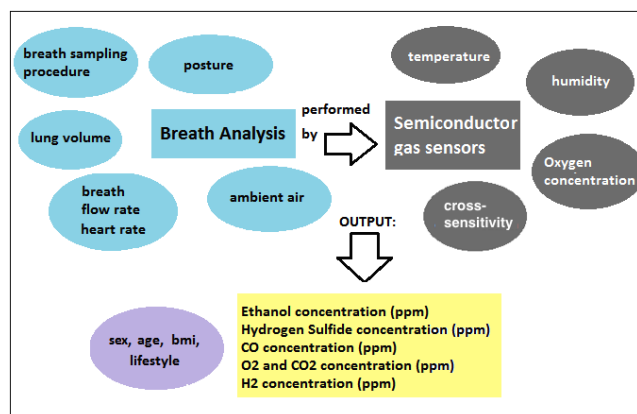 breath sampling
procedure
posture
temperature
humidity
lung volume
Breath Analysis
performed
by
Semiconductor
gas sensors
Oxygen
concentration
breath
flow rate
heart rate
ambient air
cross-
sensitivity
OUTPUT:
sex, age, bmi,
lifestyle
Ethanol concentration (ppm)
Hydrogen Sulfide concentration (ppm)
CO concentration (ppm)
O2 and CO2 concentration (ppm)
H2 concentration (ppm)